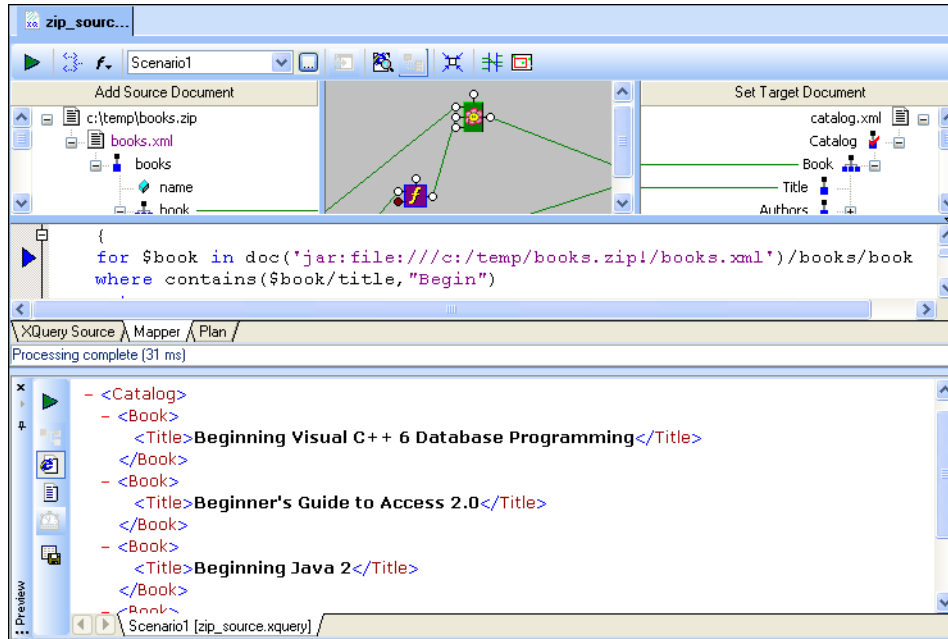 zip_sourc...
Scenario1
Add Source Document
Set Target Document
c:\temp\books.zip
books.xml
books
name
book
catalog.xml
Catalog
Book
Title
Authors
{
for $book in doc('jar:file:///c:/temp/books.zip!/books.xml')/books/book
where contains($book/title,"Begin")
XQuery Source
Mapper
Plan
Processing complete (31 ms)
- <Catalog>
- <Book>
<Title>Beginning Visual C++ 6 Database Programming</Title>
</Book>
- <Book>
<Title>Beginner's Guide to Access 2.0</Title>
</Book>
- <Book>
<Title>Beginning Java 2</Title>
</Book>
- <Book>
Preview ...
Scenario1 [zip_source.xquery]